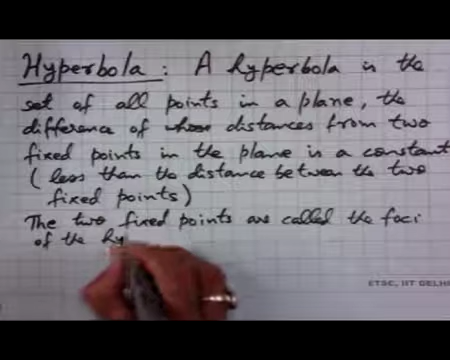 Hyperbola : A hyperbola is the
set of all points in a plane, the
difference of whose distances from two
fixed points in the plane is a constant
(less than the distance between the two
fixed points)
The two fixed points are called the foci
of the hy
ETSC, IIT DELHI